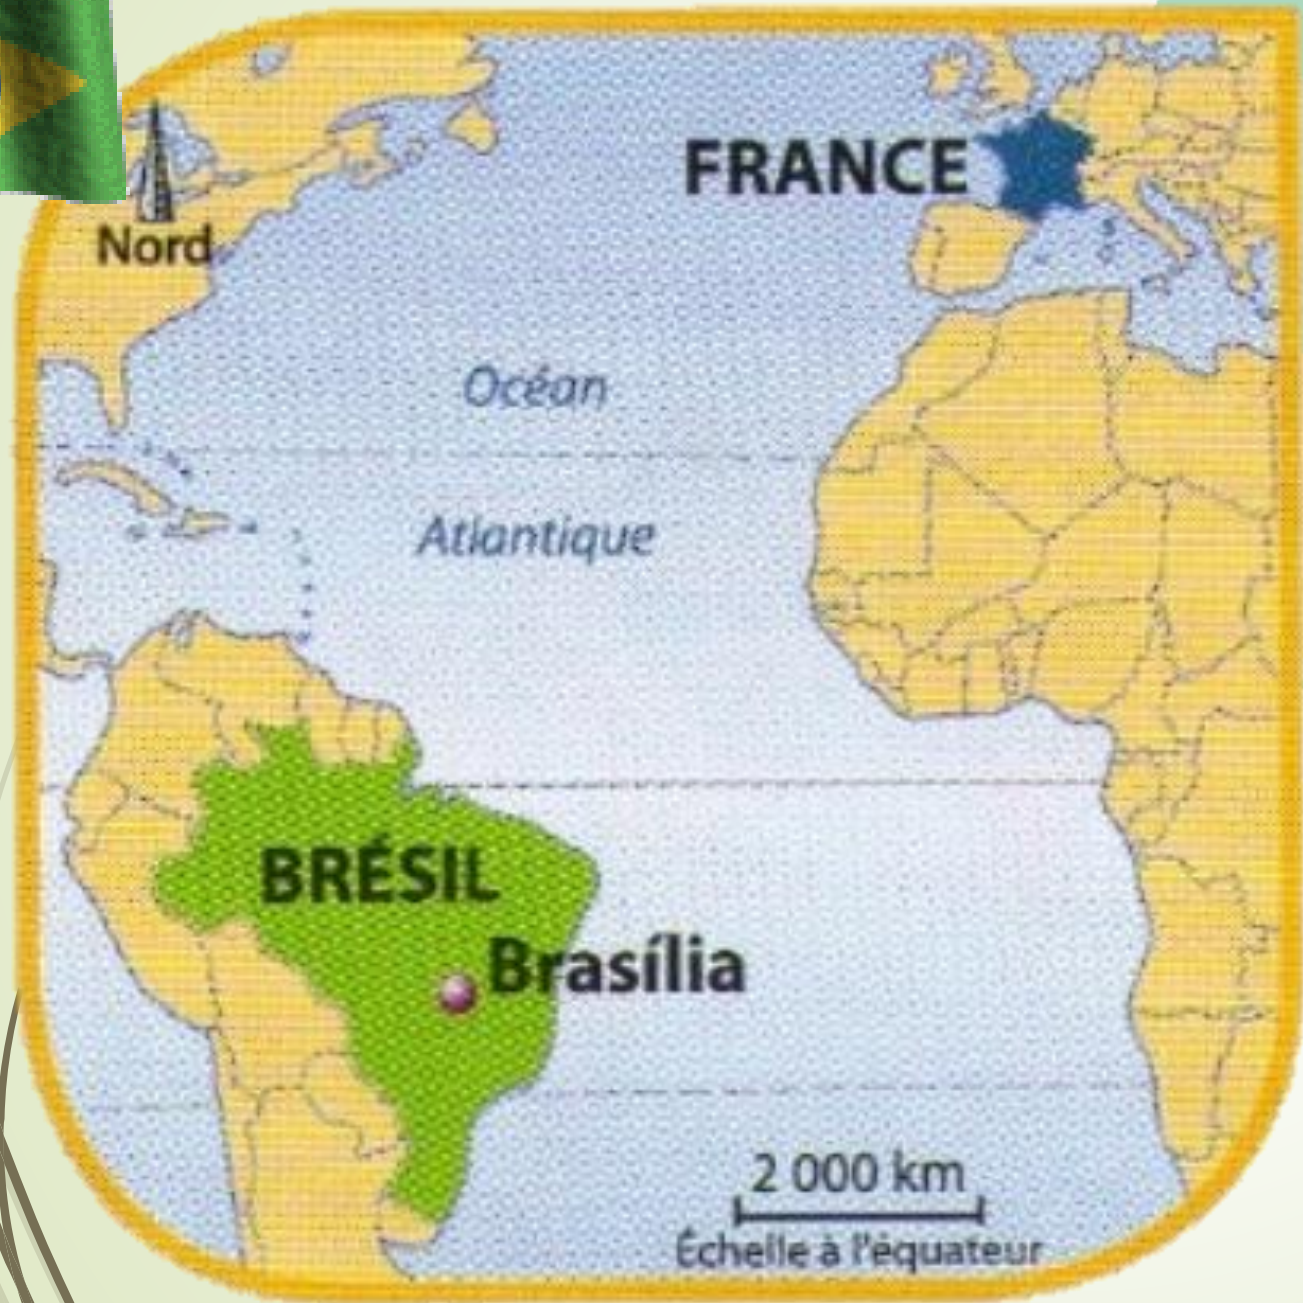 FRANCE
Nord
Océan
Atlantique
BRÉSIL
Brasília
2 000 km
Échelle à l'équateur